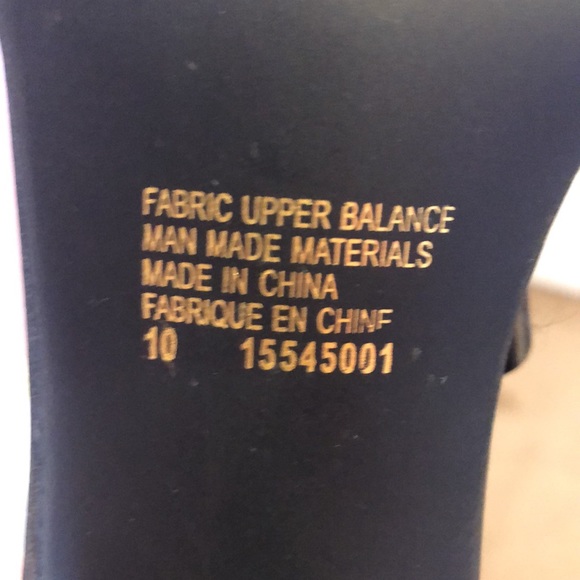 FABRIC UPPER BALANCE
MAN MADE MATERIALS
MADE IN CHINA
FABRIQUE EN CHINE
10 15545001